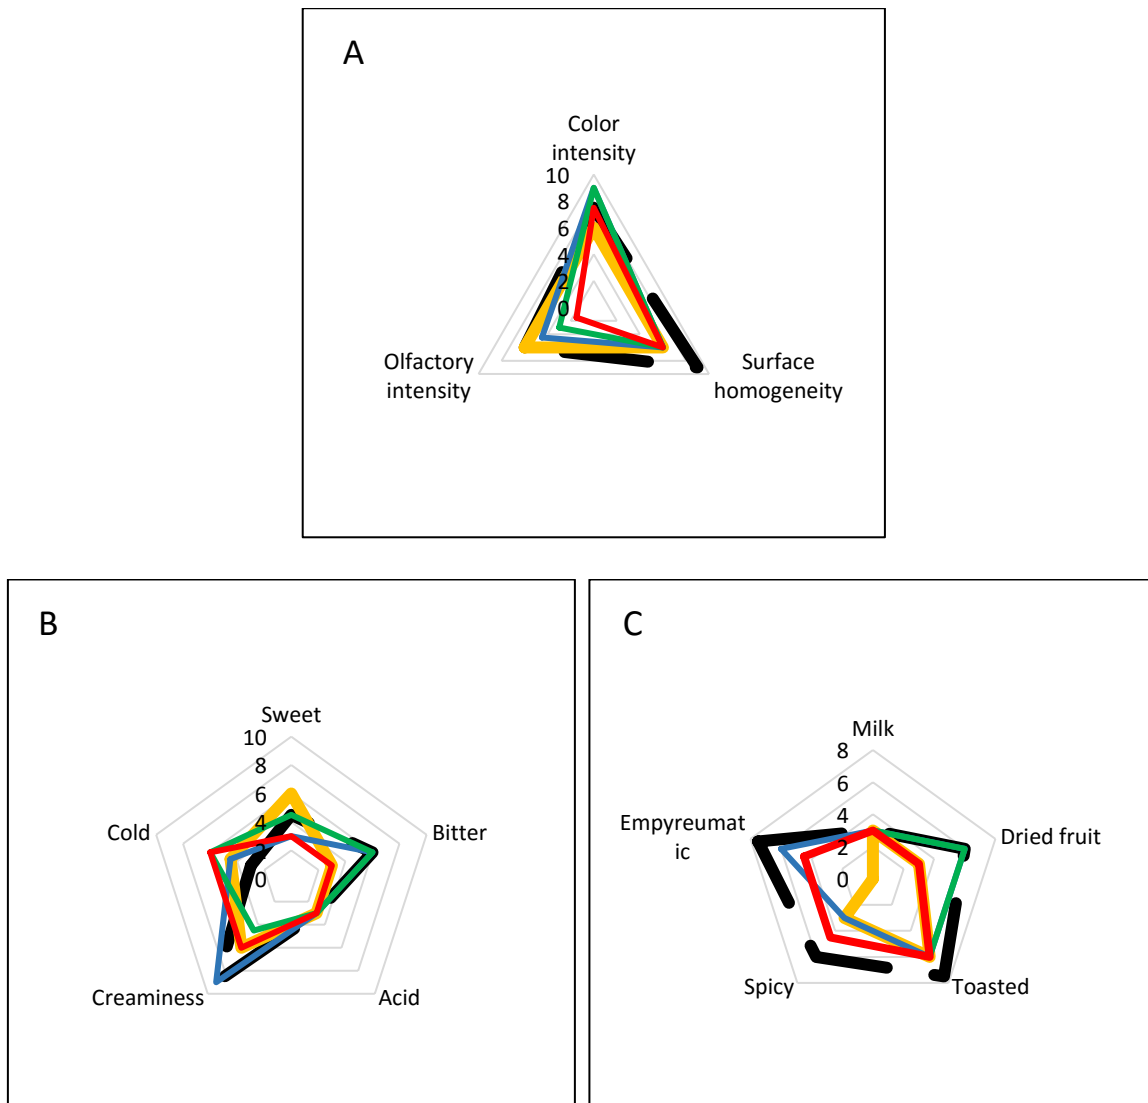 A
Color
intensity
10
8
6
4
2
0
Olfactory
intensity
Surface
homogeneity
B
Sweet
10
8
6
4
2
0
Cold
Bitter
Creaminess
Acid
C
Milk
8
6
4
2
0
Empyreumat
ic
Dried fruit
Spicy
Toasted